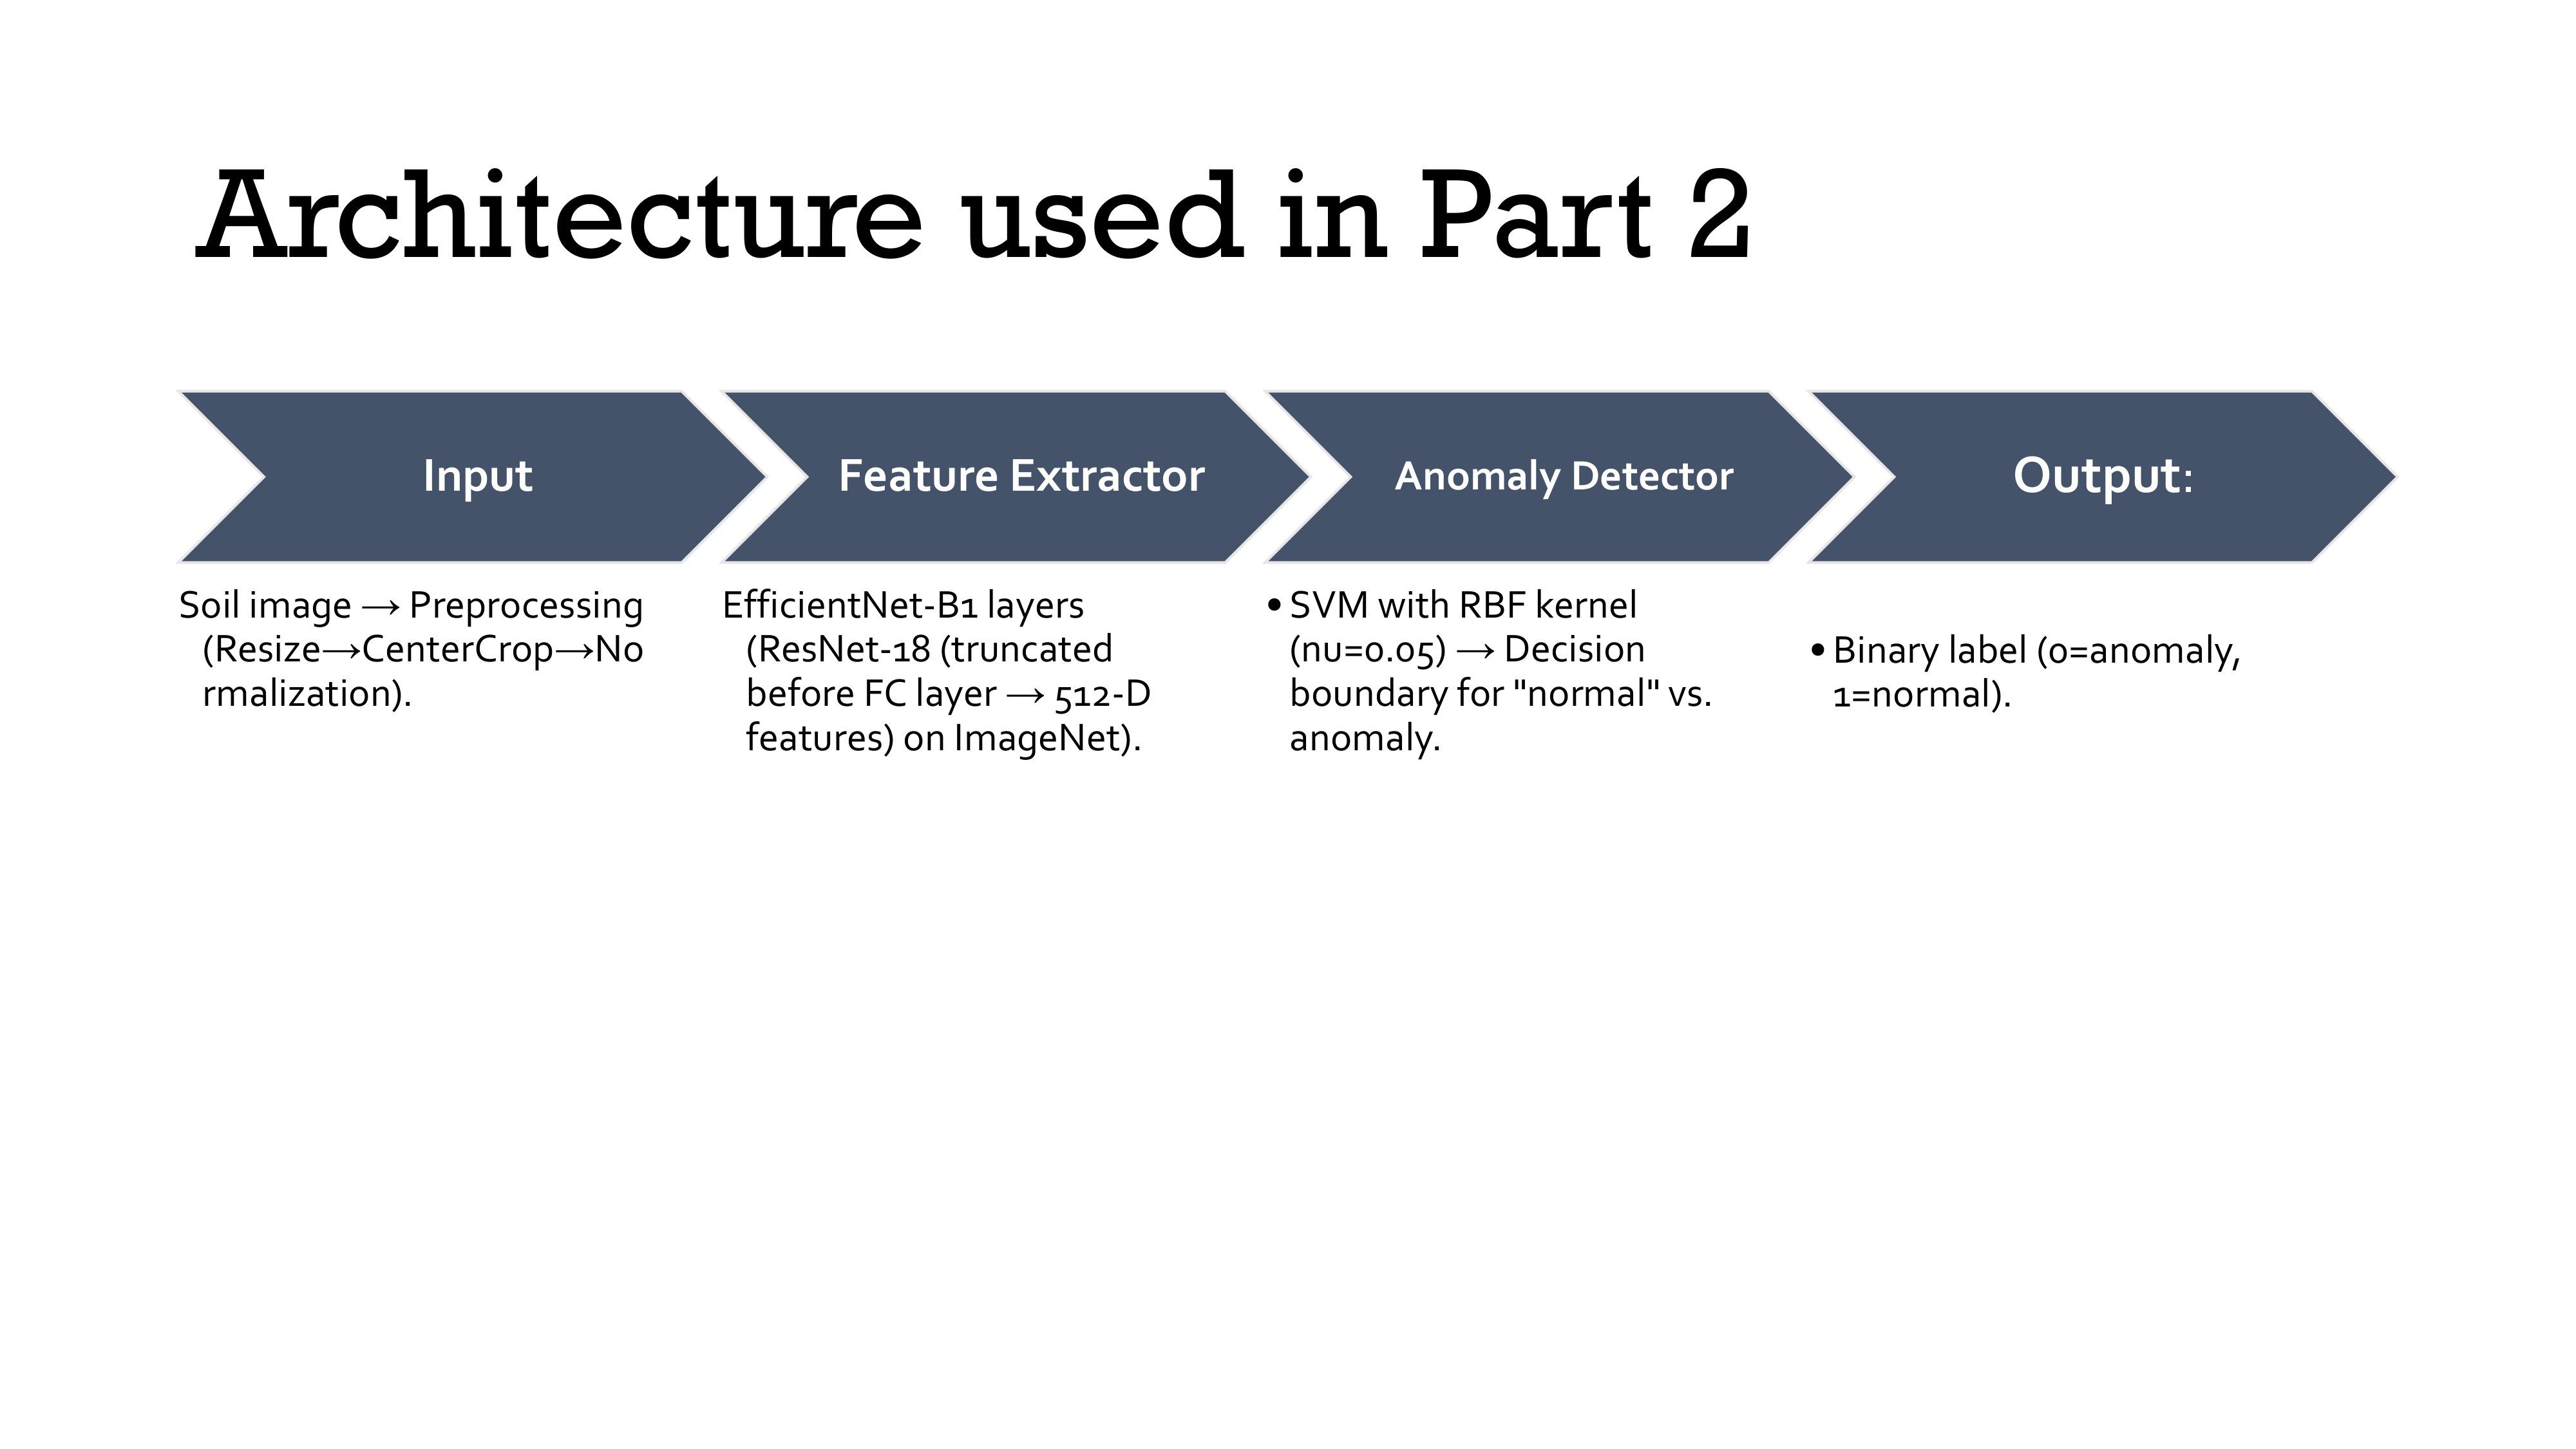 Architecture used in Part 2
Input
Soil image → Preprocessing
(Resize→CenterCrop→No
rmalization).
Feature Extractor
EfficientNet-B1 layers
(ResNet-18 (truncated
before FC layer → 512-D
features) on ImageNet).
Anomaly Detector
• SVM with RBF kernel
(nu=0.05) → Decision
boundary for "normal" vs.
anomaly.
Output:
• Binary label (0=anomaly,
1=normal).